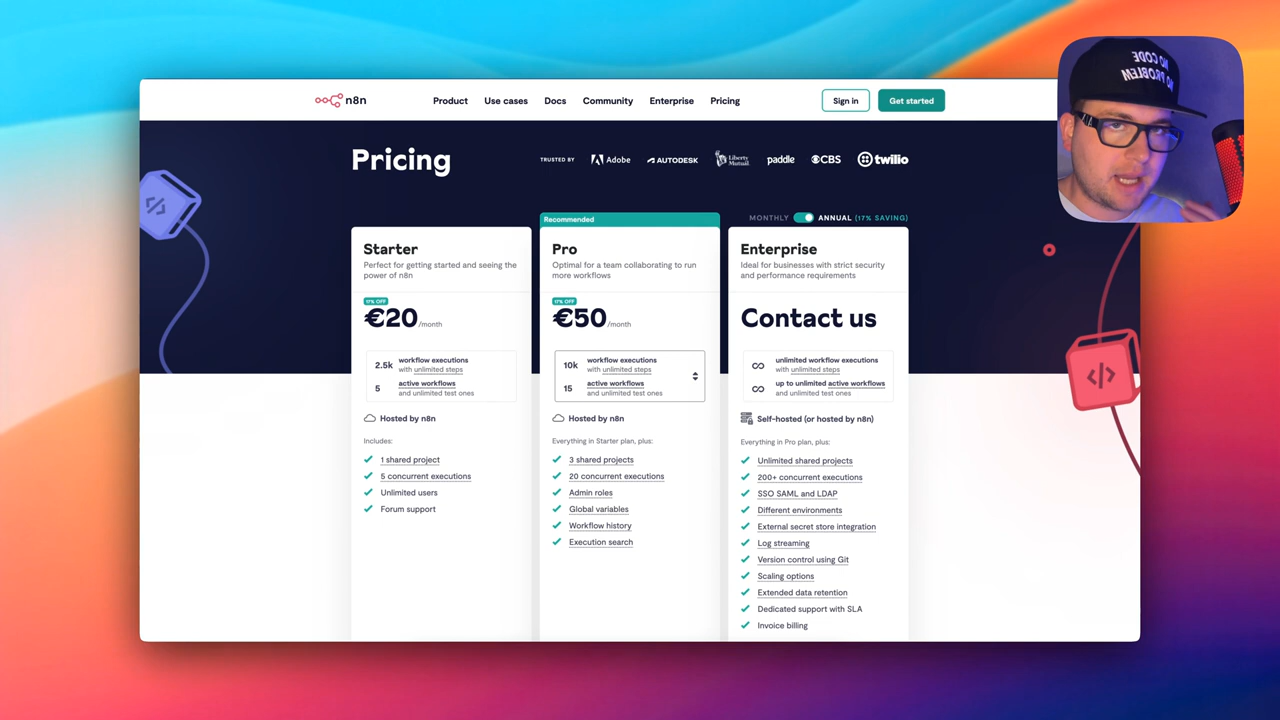 NO CODE
NO PROBLEM
n8n
Product
Use cases
Docs
Community
Enterprise
Pricing
Sign in
Get started
Pricing
TRUSTED BY
Adobe
AUTODESK
Liberty Mutual.
paddle
CBS
twilio
MONTHLY
ANNUAL (17% SAVING)
Starter
Perfect for getting started and seeing the
power of n8n
17% OFF
€20/month
2.5k
workflow executions
with unlimited steps
5
active workflows
and unlimited test ones
Hosted by n8n
Includes:
1 shared project
5 concurrent executions
Unlimited users
Forum support
Recommended
Pro
Optimal for a team collaborating to run
more workflows
17% OFF
€50/month
10k
workflow executions
with unlimited steps
15
active workflows
and unlimited test ones
Hosted by n8n
Everything in Starter plan, plus:
3 shared projects
20 concurrent executions
Admin roles
Global variables
Workflow history
Execution search
Enterprise
Ideal for businesses with strict security
and performance requirements
Contact us
∞
unlimited workflow executions
with unlimited steps
∞
up to unlimited active workflows
and unlimited test ones
Self-hosted (or hosted by n8n)
Everything in Pro plan, plus:
Unlimited shared projects
200+ concurrent executions
SSO SAML and LDAP
Different environments
External secret store integration
Log streaming
Version control using Git
Scaling options
Extended data retention
Dedicated support with SLA
Invoice billing